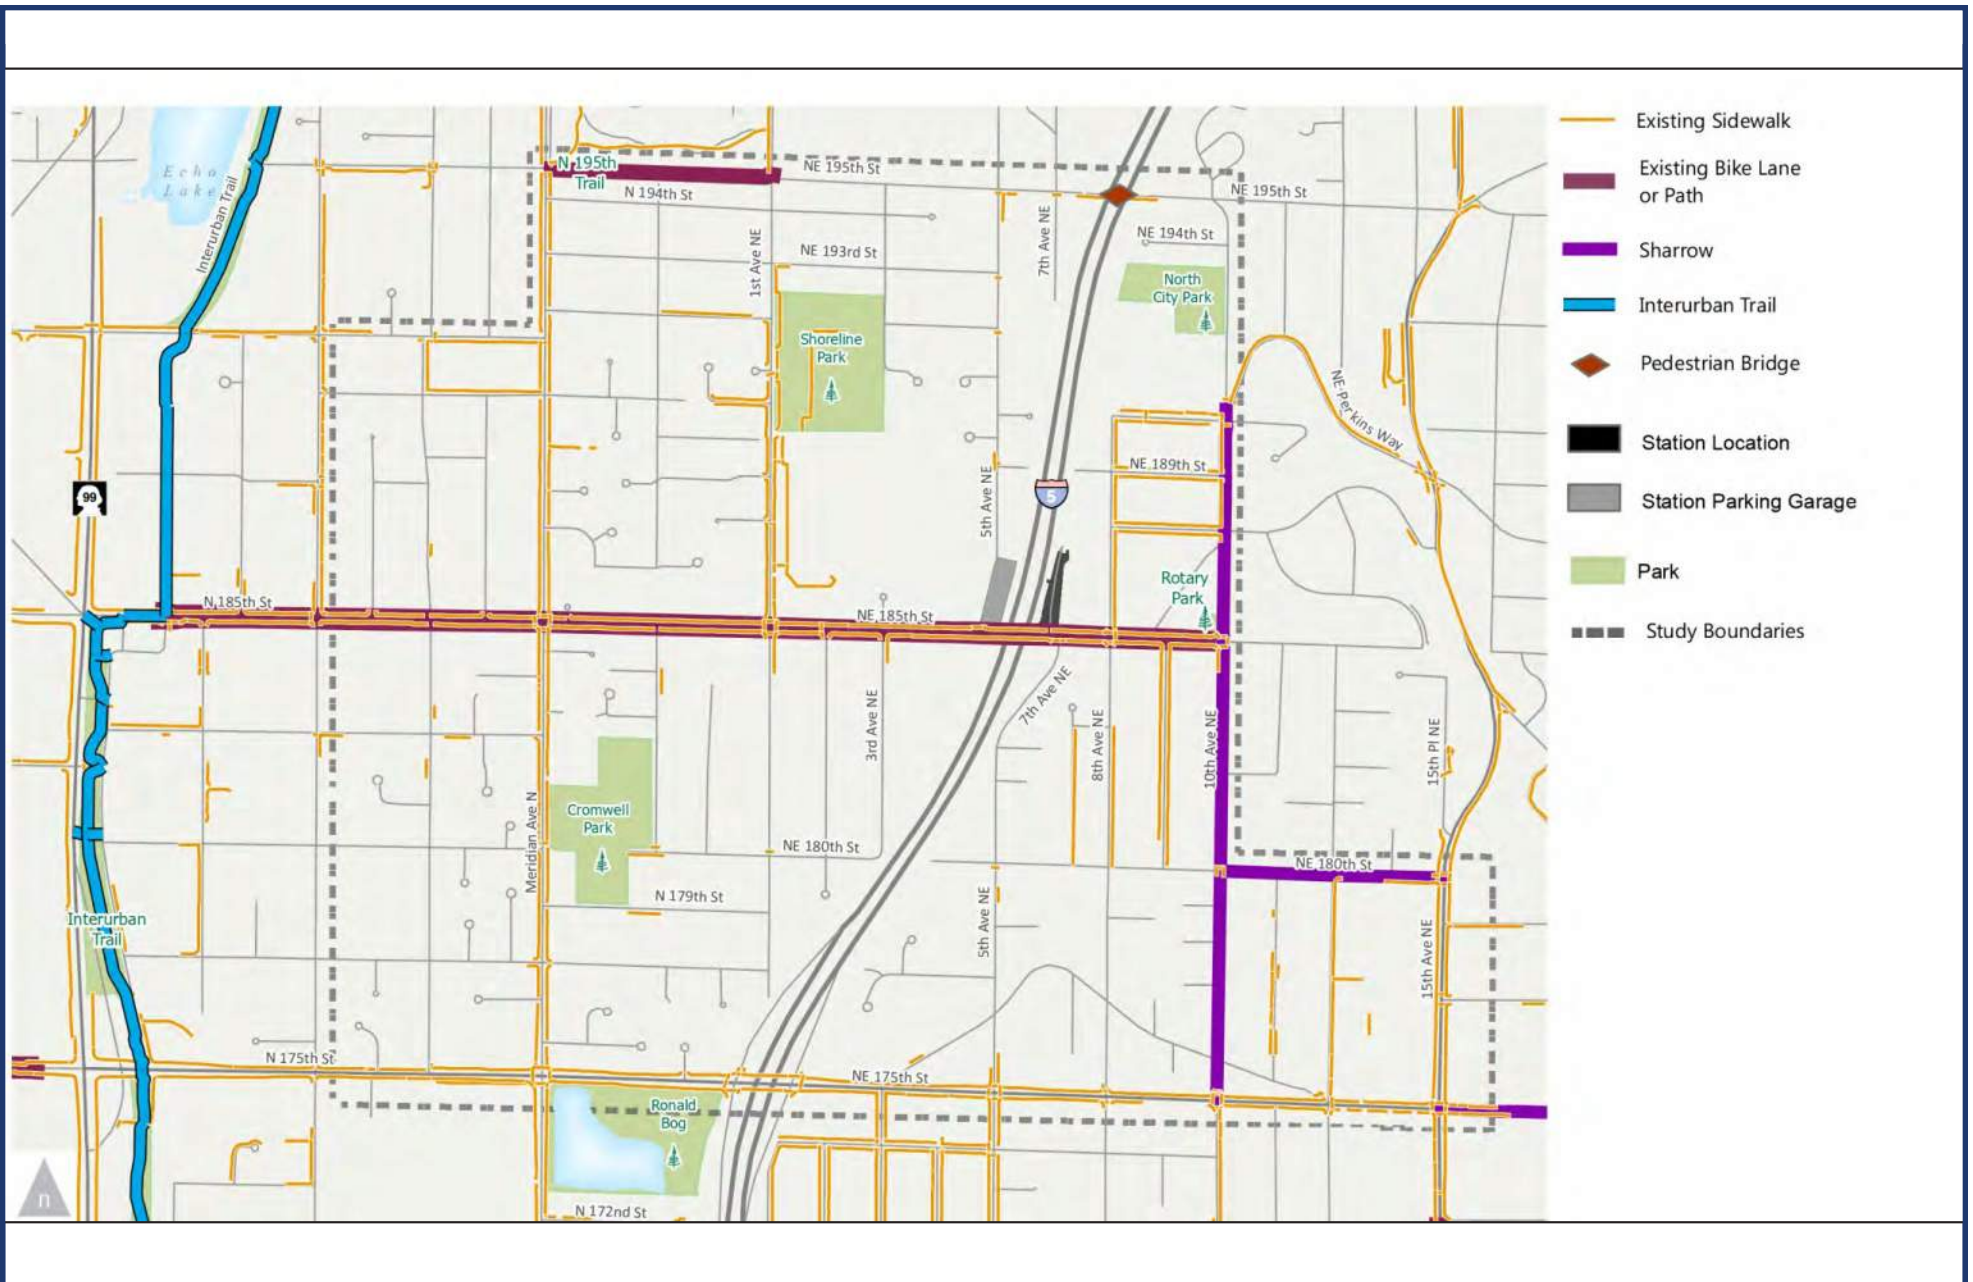 Echo
Lake
Interurban Trail
N 195th
Trail
NE 195th St
NE 195th St
N 194th St
1st Ave NE
NE 193rd St
7th Ave NE
NE 194th St
North
City Park
Shoreline
Park
NE Perkins Way
99
5th Ave NE
5
NE 189th St
Rotary
Park
N 185th St
NE 185th St
7th Ave NE
3rd Ave NE
8th Ave NE
10th Ave NE
15th Pl NE
Meridian Ave N
Cromwell
Park
NE 180th St
NE 180th St
N 179th St
5th Ave NE
15th Ave NE
Interurban
Trail
N 175th St
NE 175th St
Ronald
Bog
N 172nd St
n
Existing Sidewalk
Existing Bike Lane
or Path
Sharrow
Interurban Trail
Pedestrian Bridge
Station Location
Station Parking Garage
Park
Study Boundaries